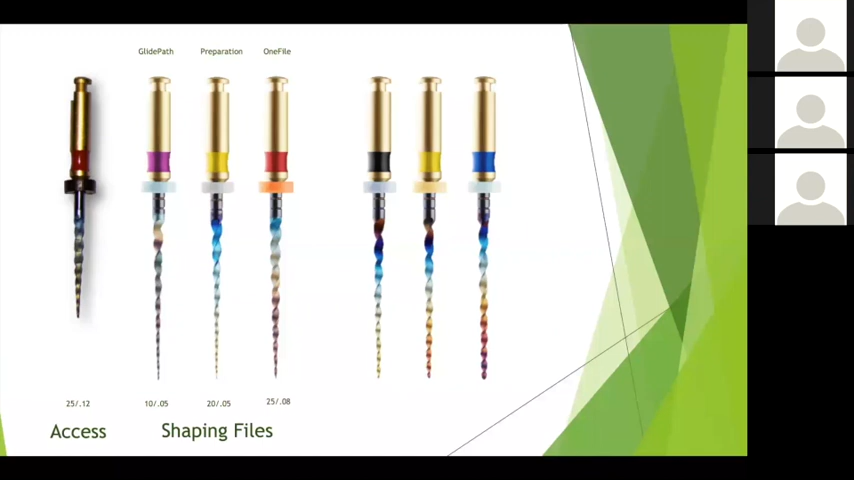 GlidePath Preparation OneFile
25/.12 10/.05 20/.05 25/.08
Access Shaping Files